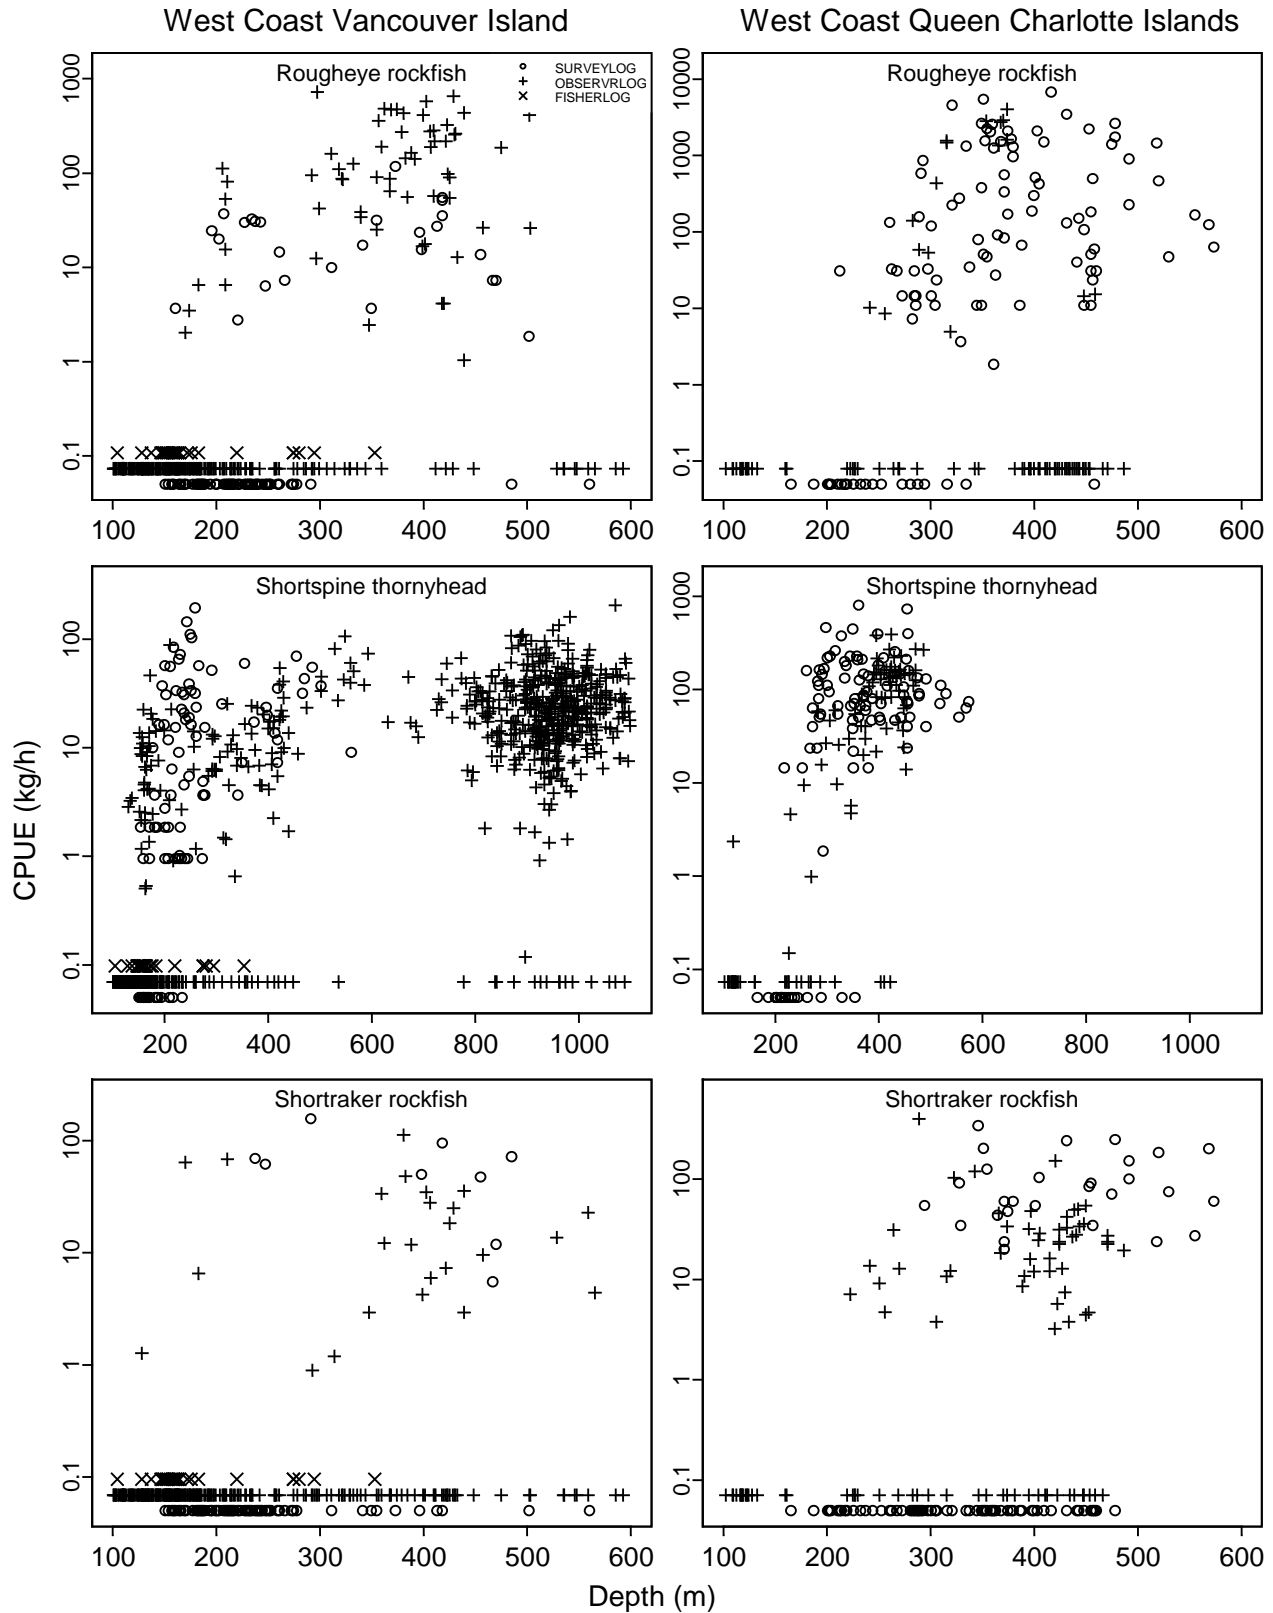 West Coast Vancouver Island
West Coast Queen Charlotte Islands
Rougheye rockfish
SURVEYLOG
OBSERVRLOG
FISHERLOG
1000
100
10
1
0.1
100 200 300 400 500 600
Rougheye rockfish
10000
1000
100
10
1
0.1
100 200 300 400 500 600
Shortspine thornyhead
100
10
1
0.1
200 400 600 800 1000
Shortspine thornyhead
1000
100
10
1
0.1
200 400 600 800 1000
CPUE (kg/h)
Shortraker rockfish
100
10
1
0.1
100 200 300 400 500 600
Shortraker rockfish
100
10
1
0.1
100 200 300 400 500 600
Depth (m)